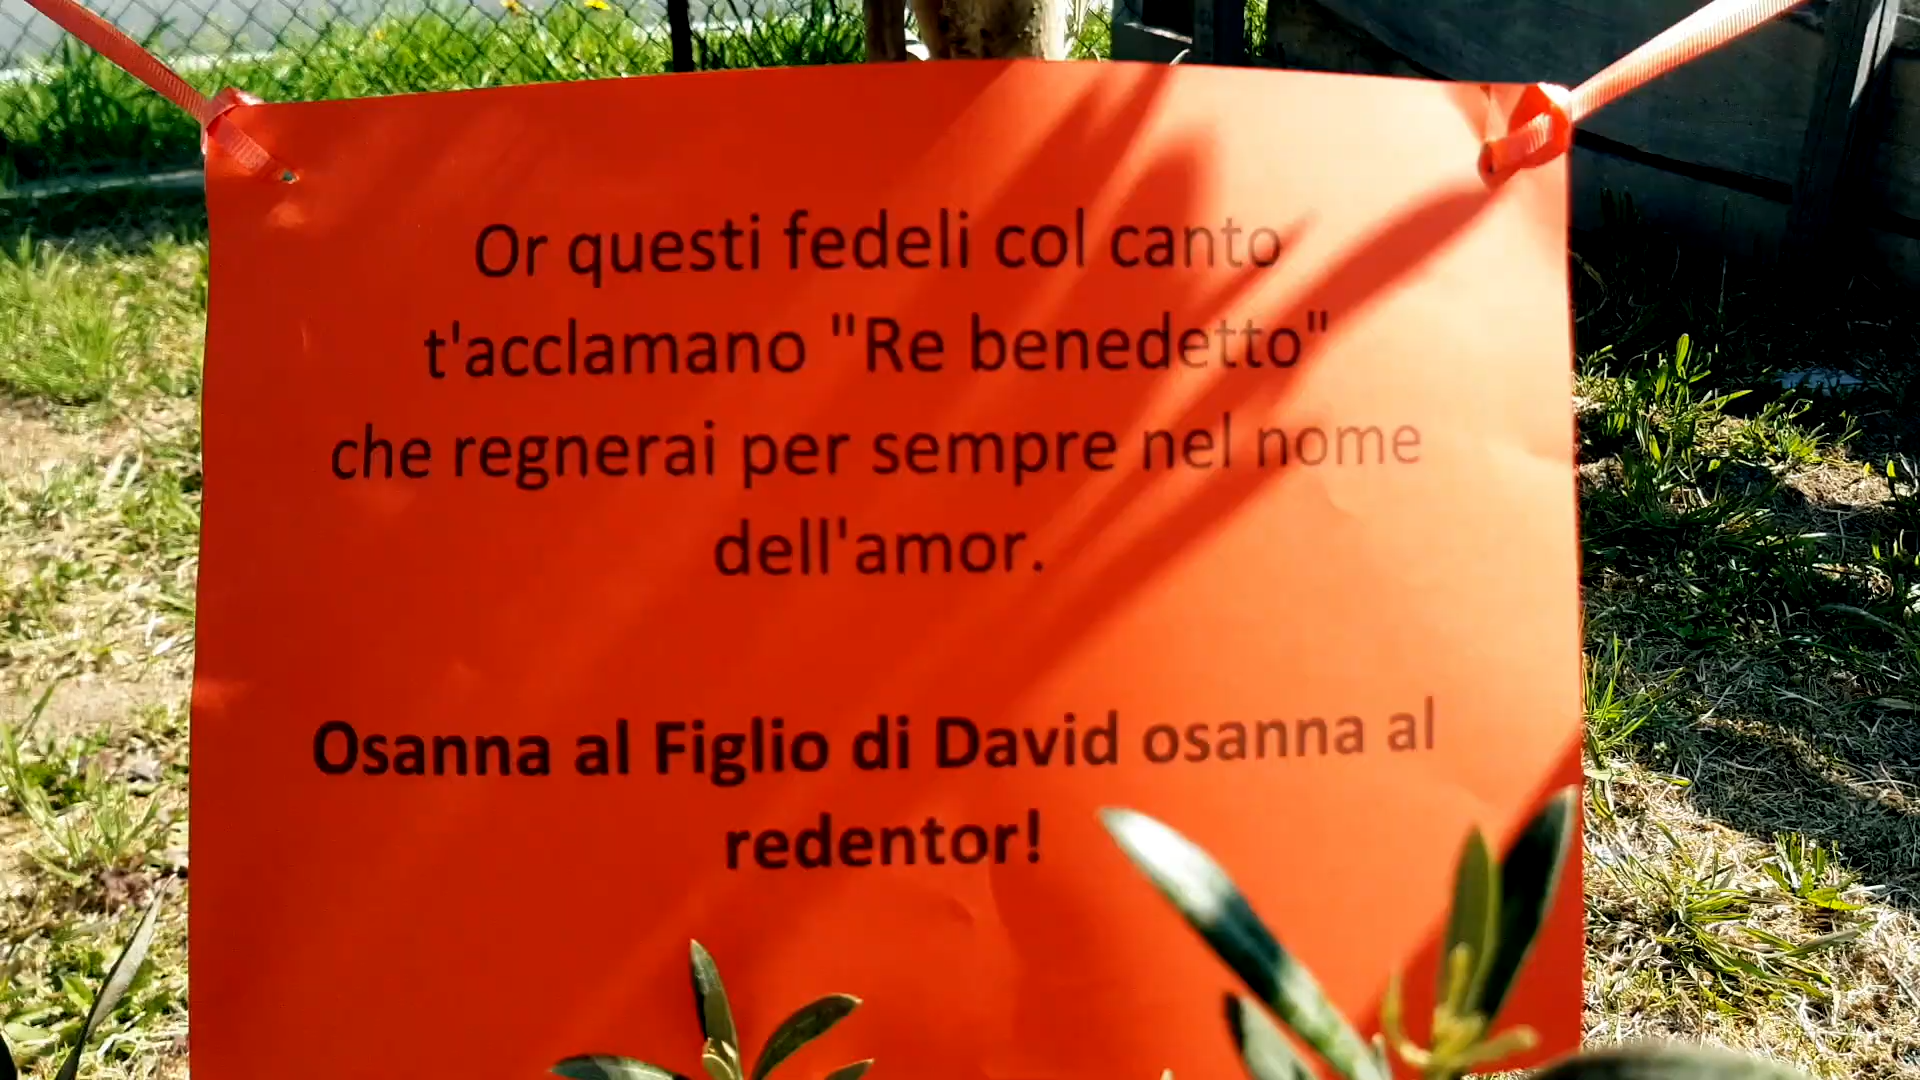 Or questi fedeli col canto
t'acclamano "Re benedetto"
che regnerai per sempre nel nome
dell'amor.
Osanna al Figlio di David osanna al
redentor!